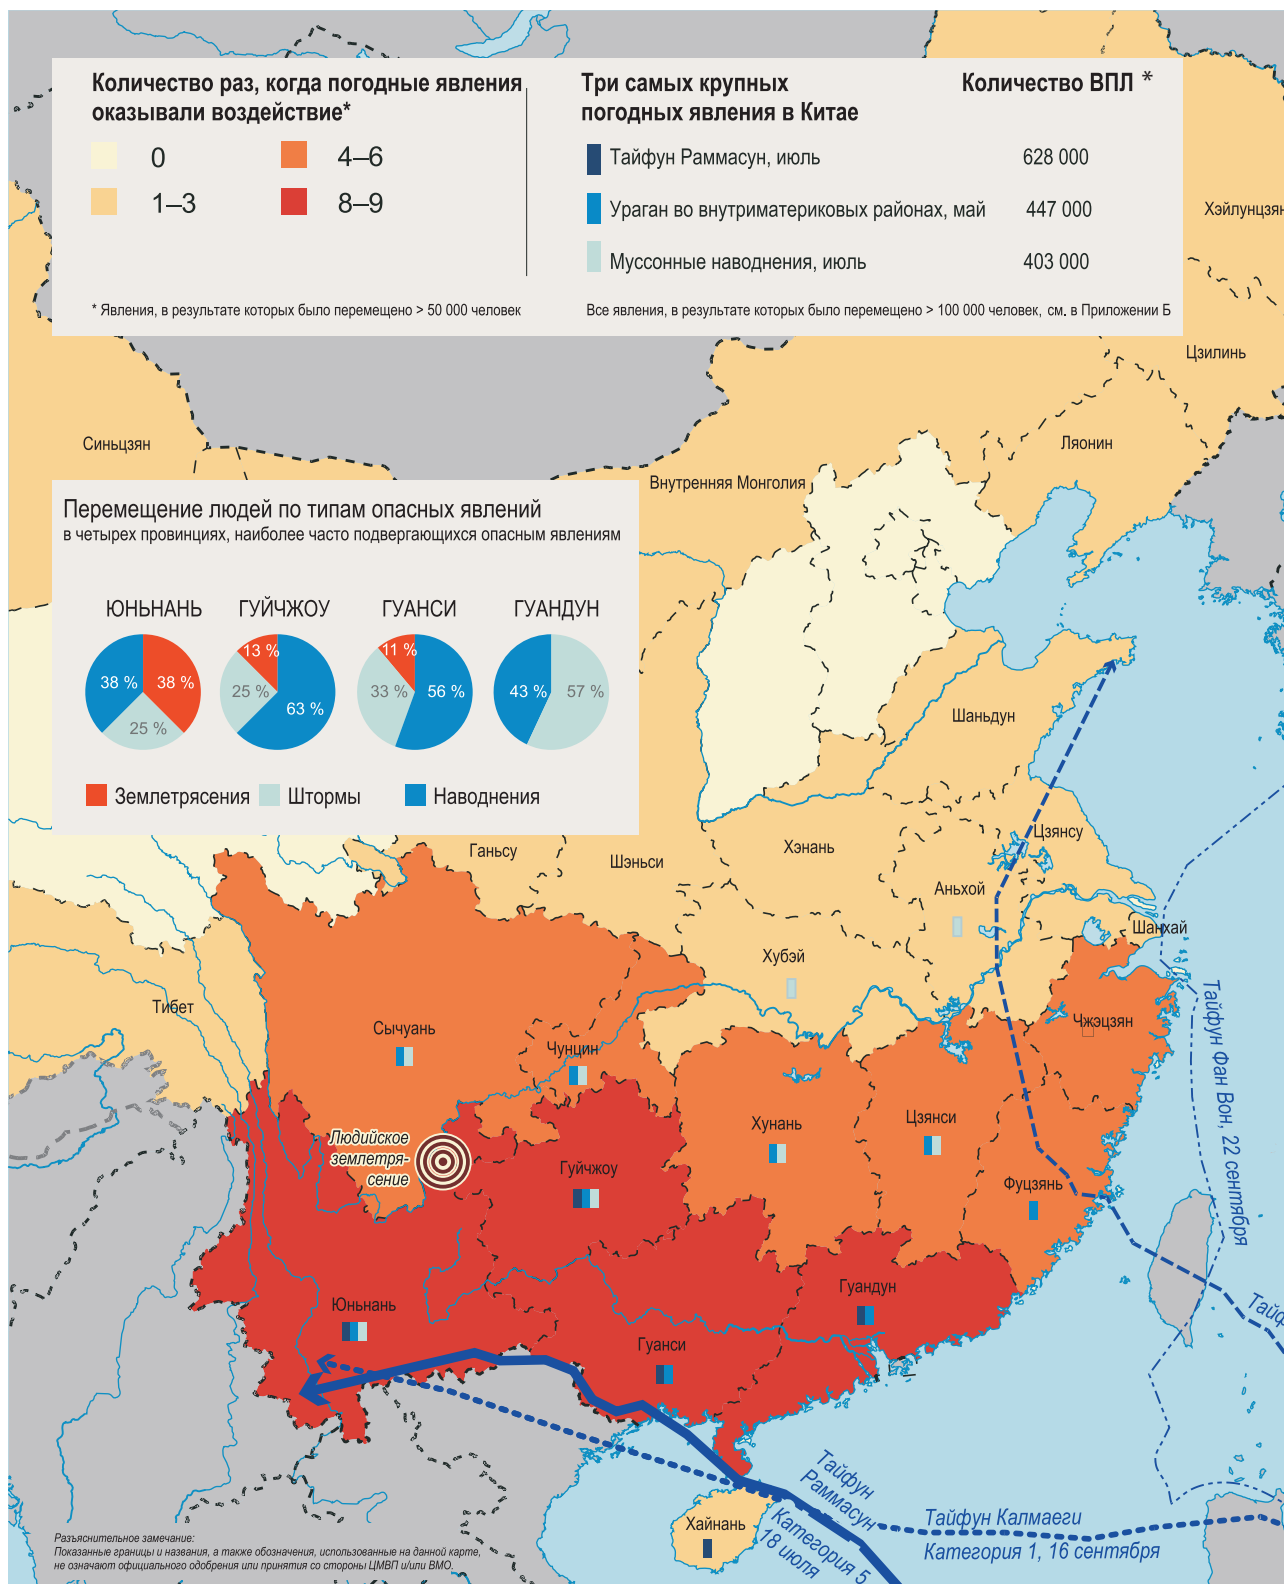 Количество раз, когда погодные явления
оказывали воздействие*
0
4–6
1–3
8–9
* Явления, в результате которых было перемещено > 50 000 человек
Три самых крупных
погодных явления в Китае
Количество ВПЛ *
Тайфун Раммасун, июль
628 000
Ураган во внутриматериковых районах, май
447 000
Муссонные наводнения, июль
403 000
Все явления, в результате которых было перемещено > 100 000 человек, см. в Приложении Б
Хэйлунцзян
Цзилинь
Ляонин
Синьцзян
Внутренняя Монголия
Перемещение людей по типам опасных явлений
в четырех провинциях, наиболее часто подвергающихся опасным явлениям
ЮНЬНАНЬ
ГУЙЧЖОУ
ГУАНСИ
ГУАНДУН
38 %
38 %
25 %
13 %
25 %
63 %
11 %
33 %
56 %
43 %
57 %
Землетрясения
Штормы
Наводнения
Шаньдун
Цзянсу
Хэнань
Ганьсу
Шэньси
Аньхой
Шанхай
Хубэй
Тибет
Сычуань
Чунцин
Чжэцзян
Тайфун Фан Вон, 22 сентября
Хунань
Цзянси
Людийское
землетря-
сение
Гуйчжоу
Фуцзянь
Гуандун
Юньнань
Гуанси
Тайф
Тайфун
Раммасун
Категория 5
18 июля
Тайфун Калмаеги
Категория 1, 16 сентября
Хайнань
Разъяснительное замечание:
Показанные границы и названия, а также обозначения, использованные на данной карте,
не означают официального одобрения или принятия со стороны ЦМВП и/или ВМО.